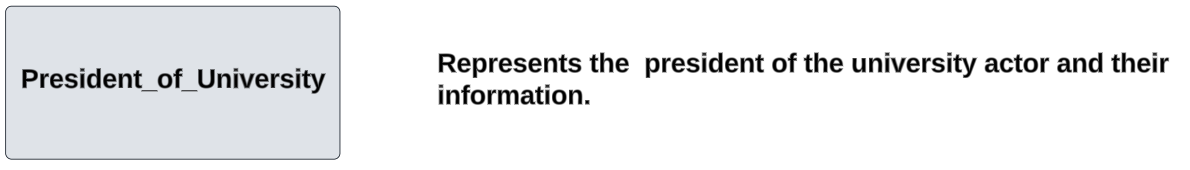 President_of_University
Represents the  president of the university actor and their
information.